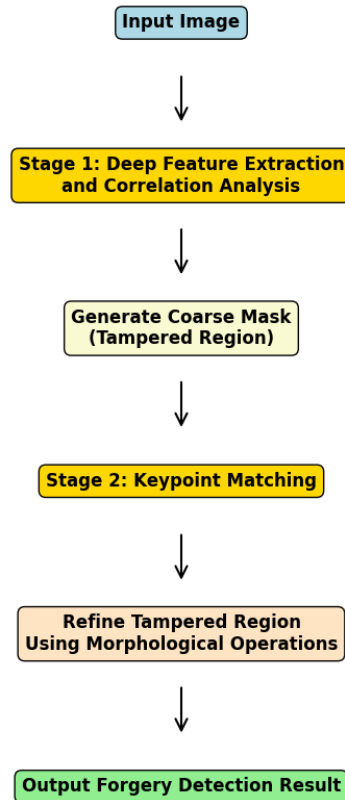 Input Image
Stage 1: Deep Feature Extraction
and Correlation Analysis
Generate Coarse Mask
(Tampered Region)
Stage 2: Keypoint Matching
Refine Tampered Region
Using Morphological Operations
Output Forgery Detection Result